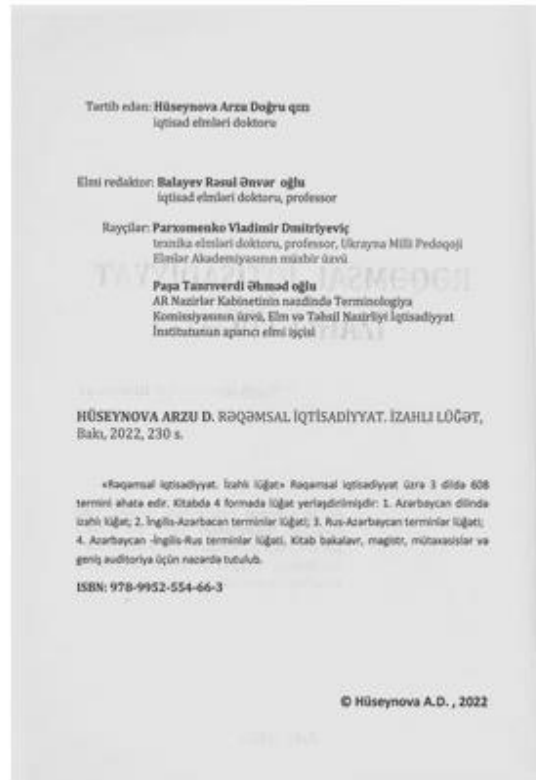 Tərtib edən: Hüseynova Arzu Doğru qızı
iqtisad elmləri doktoru
Elmi redaktor: Balayev Rəsul Ənvər oğlu
iqtisad elmləri doktoru, professor
Rəyçilər: Parxomenko Vladimir Dmitriyeviç
texnika elmləri doktoru, professor, Ukrayna Milli Pedoqoji
Elmlər Akademiyasının müxbir üzvü
Paşa Tanrıverdi Əhməd oğlu
AR Nazirlər Kabinetinin nəzdində Terminologiya
Komissiyasının üzvü, Elm və Təhsil Nazirliyi İqtisadiyyat
İnstitutunun aparıcı elmi işçisi
HÜSEYNOVA ARZU D. RƏQƏMSAL İQTİSADİYYAT. İZAHLI LÜĞƏT,
Bakı, 2022, 230 s.
«Rəqəmsal iqtisadiyyat. İzahlı lüğət» Rəqəmsal iqtisadiyyat üzrə 3 dildə 608
termini əhatə edir. Kitabda 4 formada lüğət yerləşdirilmişdir: 1. Azərbaycan dilində
izahlı lüğət; 2. İngilis-Azərbacan terminlər lüğəti; 3. Rus-Azərbaycan terminlər lüğəti;
4. Azərbaycan -İngilis-Rus terminlər lüğəti. Kitab bakalavr, magistr, mütəxəsislər və
geniş auditoriya üçün nəzərdə tutulub.
ISBN: 978-9952-554-66-3
© Hüseynova A.D. , 2022